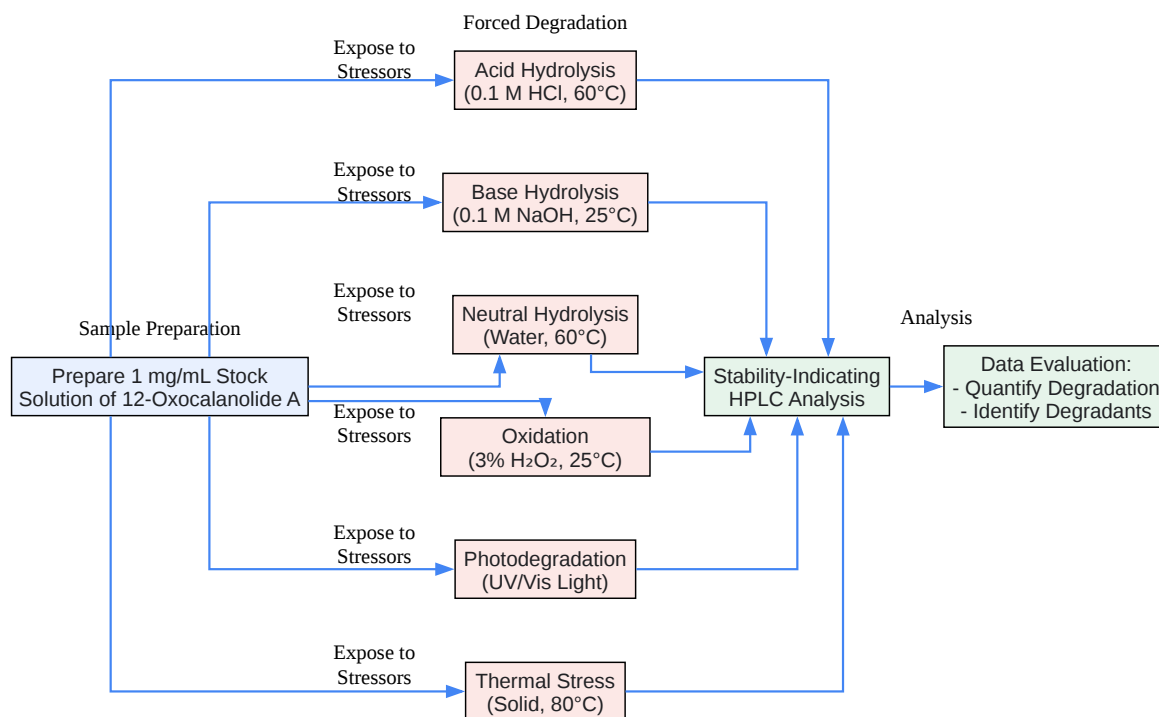 Forced Degradation
Expose to
Stressors
Acid Hydrolysis
(0.1 M HCl, 60°C)
Expose to
Stressors
Base Hydrolysis
(0.1 M NaOH, 25°C)
Expose to
Stressors
Neutral Hydrolysis
(Water, 60°C)
Sample Preparation
Analysis
Prepare 1 mg/mL Stock
Solution of 12-Oxocalanolide A
Stability-Indicating
HPLC Analysis
Data Evaluation:
- Quantify Degradation
- Identify Degradants
Expose to
Stressors
Oxidation
(3% H₂O₂, 25°C)
Expose to
Stressors
Photodegradation
(UV/Vis Light)
Expose to
Stressors
Thermal Stress
(Solid, 80°C)